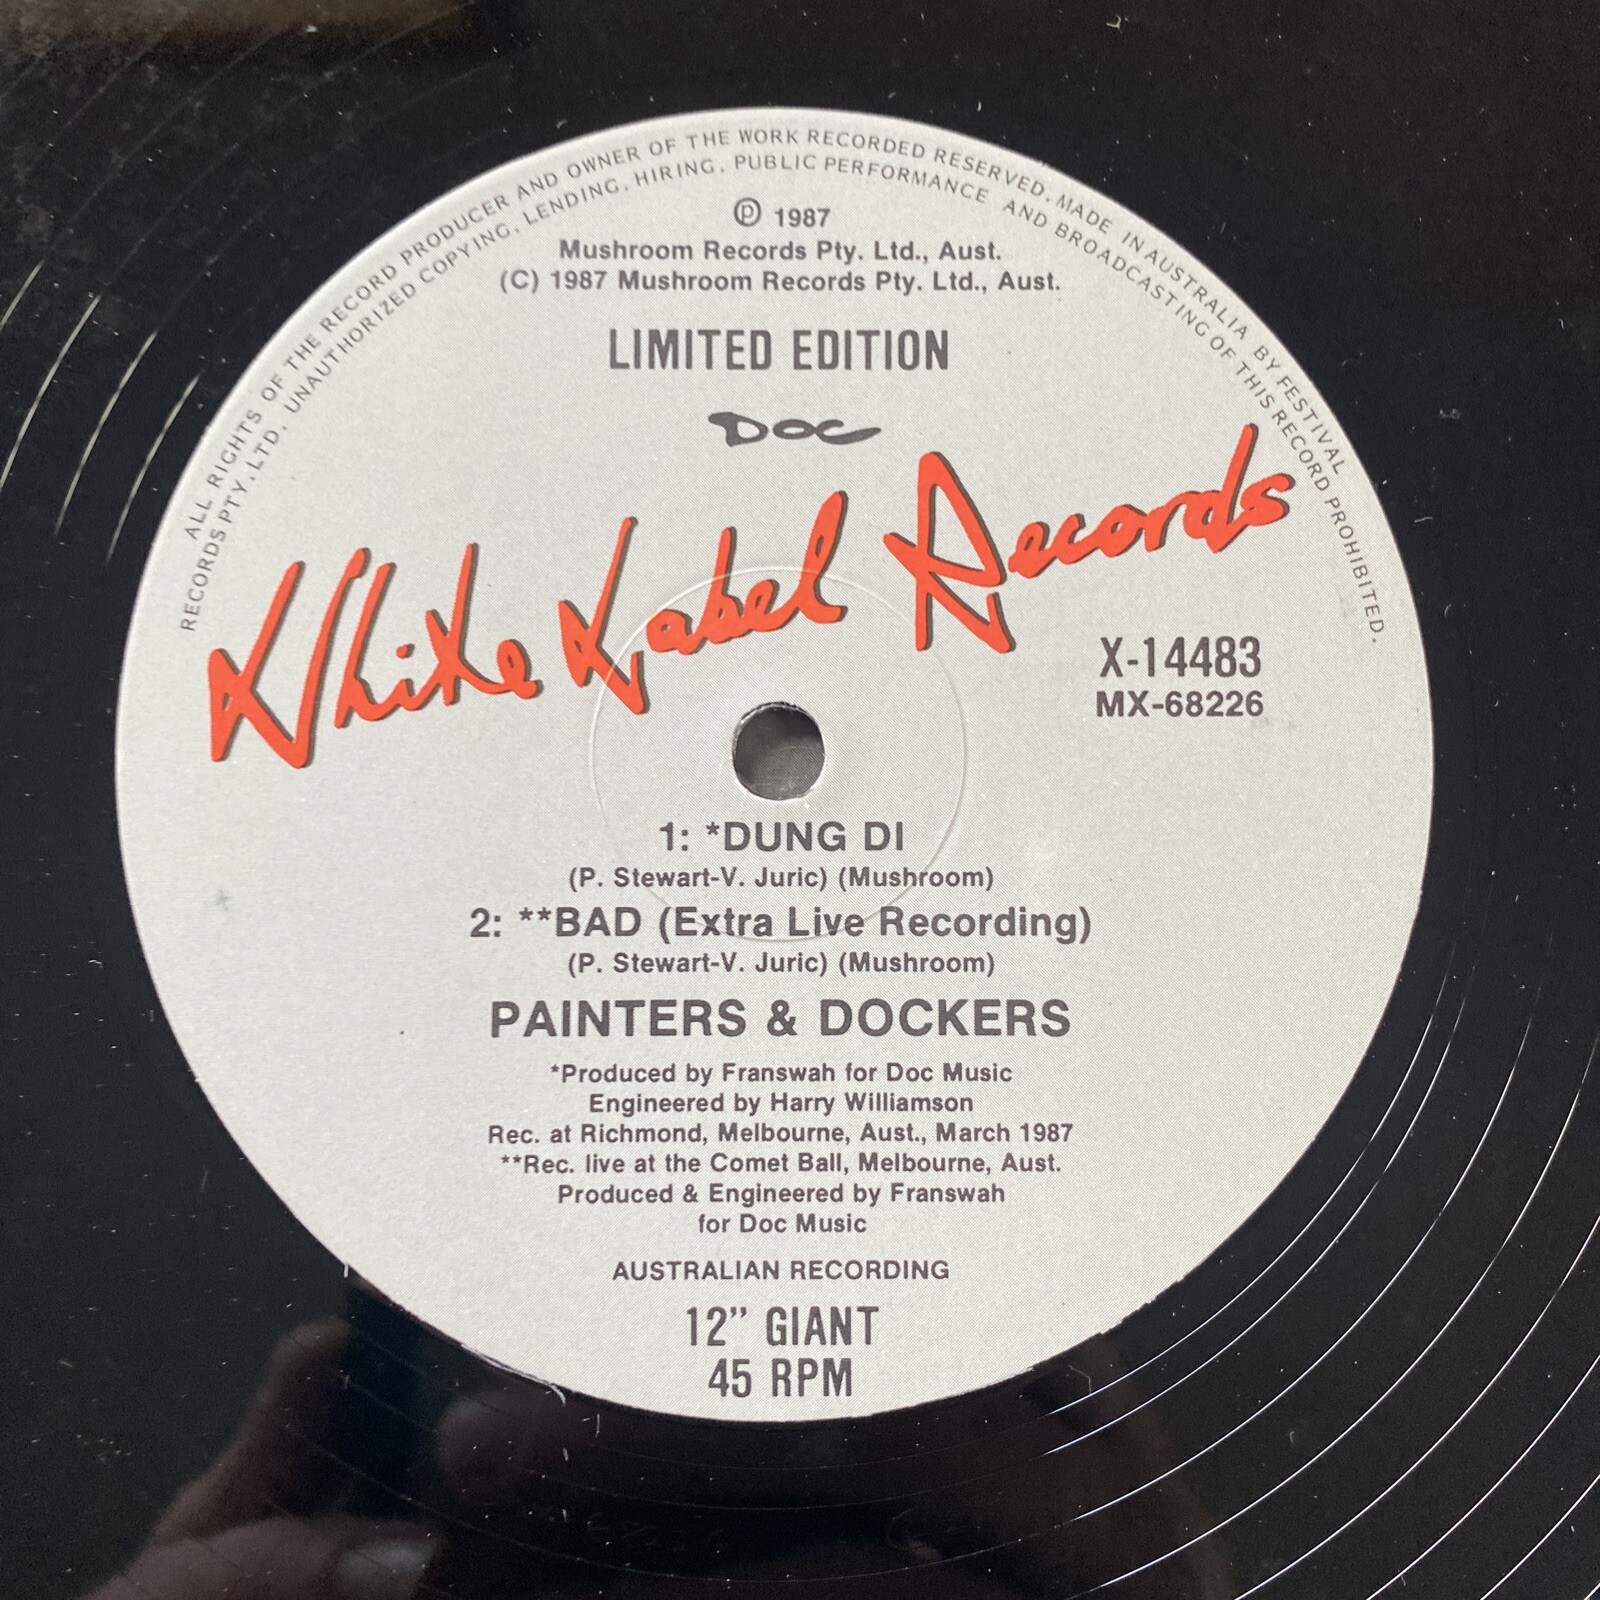 ALL RIGHTS OF THE RECORD PRODUCER AND OWNER OF THE WORK RECORDED RESERVED. MADE IN AUSTRALIA BY FESTIVAL
RECORDS PTY. LTD. UNAUTHORIZED COPYING, LENDING, HIRING, PUBLIC PERFORMANCE AND BROADCASTING OF THIS RECORD PROHIBITED.
℗ 1987
Mushroom Records Pty. Ltd., Aust.
(C) 1987 Mushroom Records Pty. Ltd., Aust.
LIMITED EDITION
DOC
White Label Records
X-14483
MX-68226
1: *DUNG DI
(P. Stewart-V. Juric) (Mushroom)
2: **BAD (Extra Live Recording)
(P. Stewart-V. Juric) (Mushroom)
PAINTERS & DOCKERS
*Produced by Franswah for Doc Music
Engineered by Harry Williamson
Rec. at Richmond, Melbourne, Aust., March 1987
**Rec. live at the Comet Ball, Melbourne, Aust.
Produced & Engineered by Franswah
for Doc Music
AUSTRALIAN RECORDING
12” GIANT
45 RPM